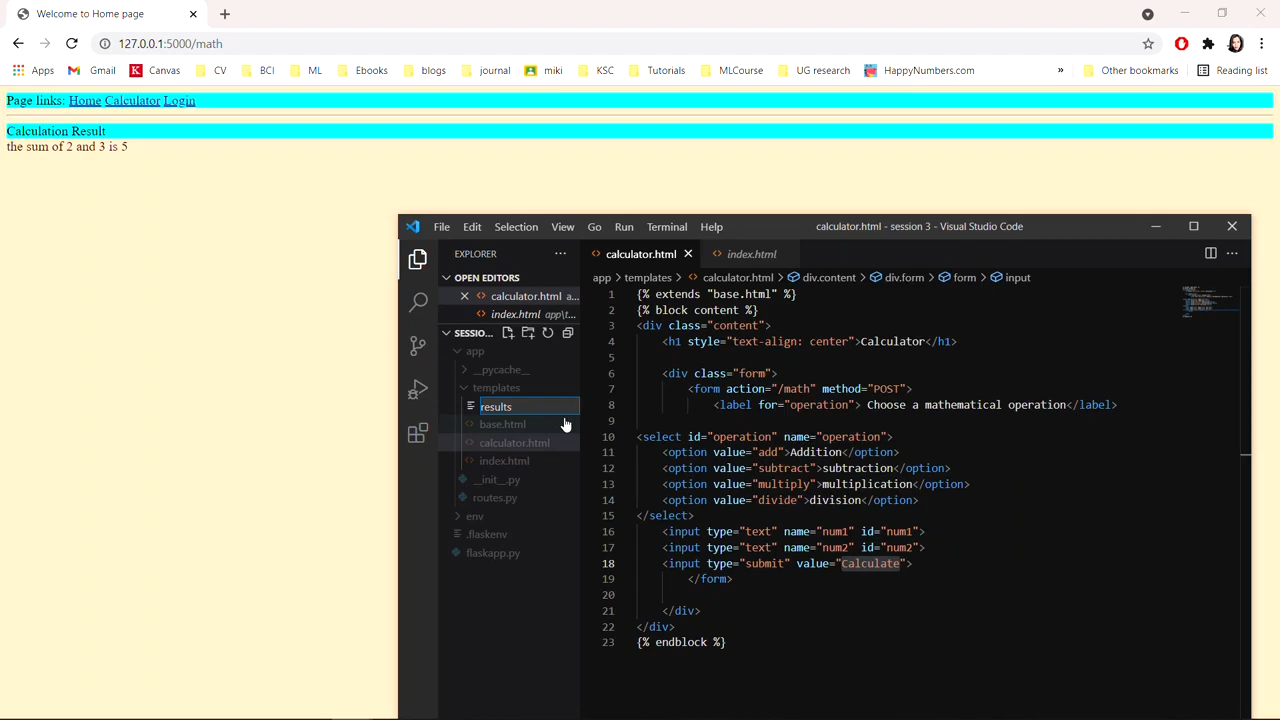 Welcome to Home page
127.0.0.1:5000/math
Apps Gmail Canvas CV BCI ML Ebooks blogs journal miki KSC Tutorials MLCourse UG research HappyNumbers.com » Other bookmarks Reading list
Page links: Home Calculator Login
Calculation Result
the sum of 2 and 3 is 5
File Edit Selection View Go Run Terminal Help calculator.html - session 3 - Visual Studio Code
EXPLORER
OPEN EDITORS
calculator.html a...
index.html app\t...
SESSIO...
app
__pycache__
templates
results
base.html
calculator.html
index.html
__init__.py
routes.py
env
.flaskenv
flaskapp.py
calculator.html index.html
app > templates > calculator.html > div.content > div.form > form > input
1 {% extends "base.html" %}
2 {% block content %}
3 <div class="content">
4 <h1 style="text-align: center">Calculator</h1>
5
6 <div class="form">
7 <form action="/math" method="POST">
8 <label for="operation"> Choose a mathematical operation</label>
9
10 <select id="operation" name="operation">
11 <option value="add">Addition</option>
12 <option value="subtract">subtraction</option>
13 <option value="multiply">multiplication</option>
14 <option value="divide">division</option>
15 </select>
16 <input type="text" name="num1" id="num1">
17 <input type="text" name="num2" id="num2">
18 <input type="submit" value="Calculate">
19 </form>
20
21 </div>
22 </div>
23 {% endblock %}